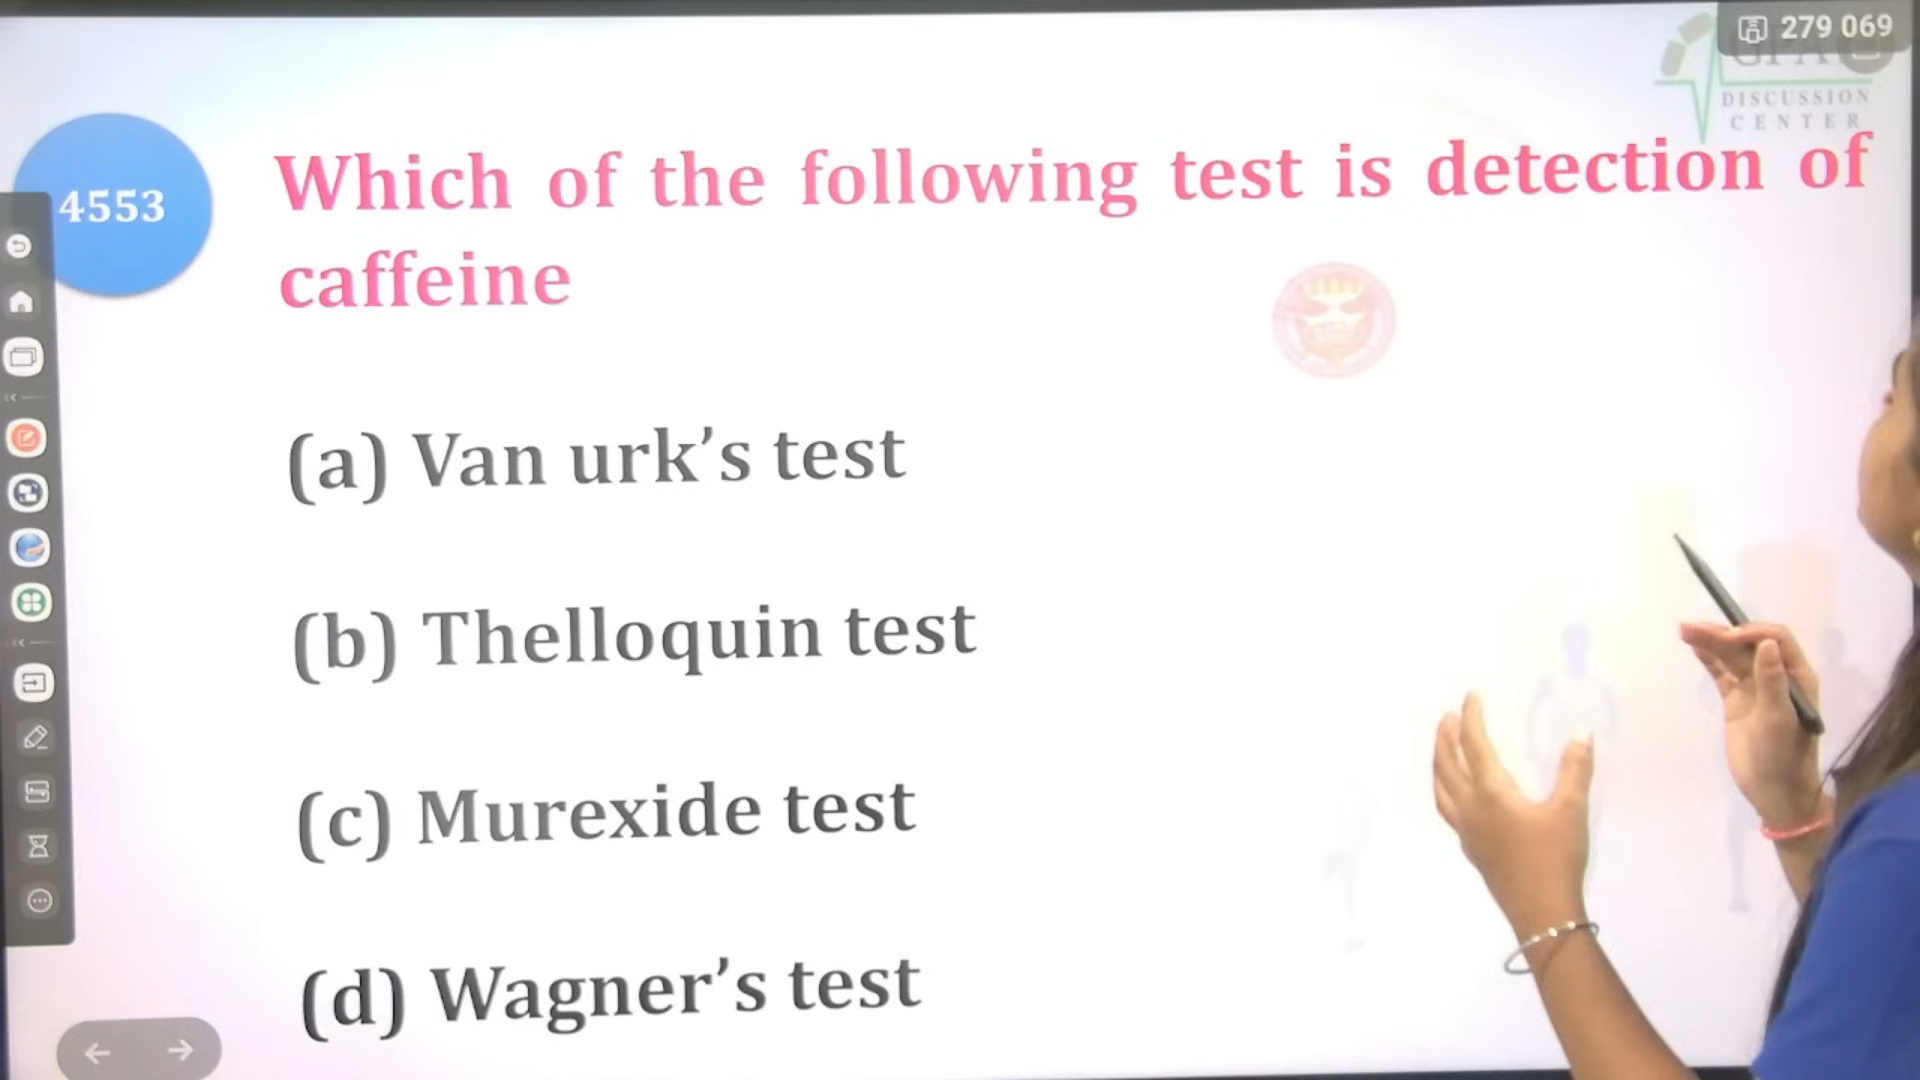 279 069
DISCUSSION
CENTER
4553
Which of the following test is detection of
caffeine
(a) Van urk’s test
(b) Thelloquin test
(c) Murexide test
(d) Wagner’s test